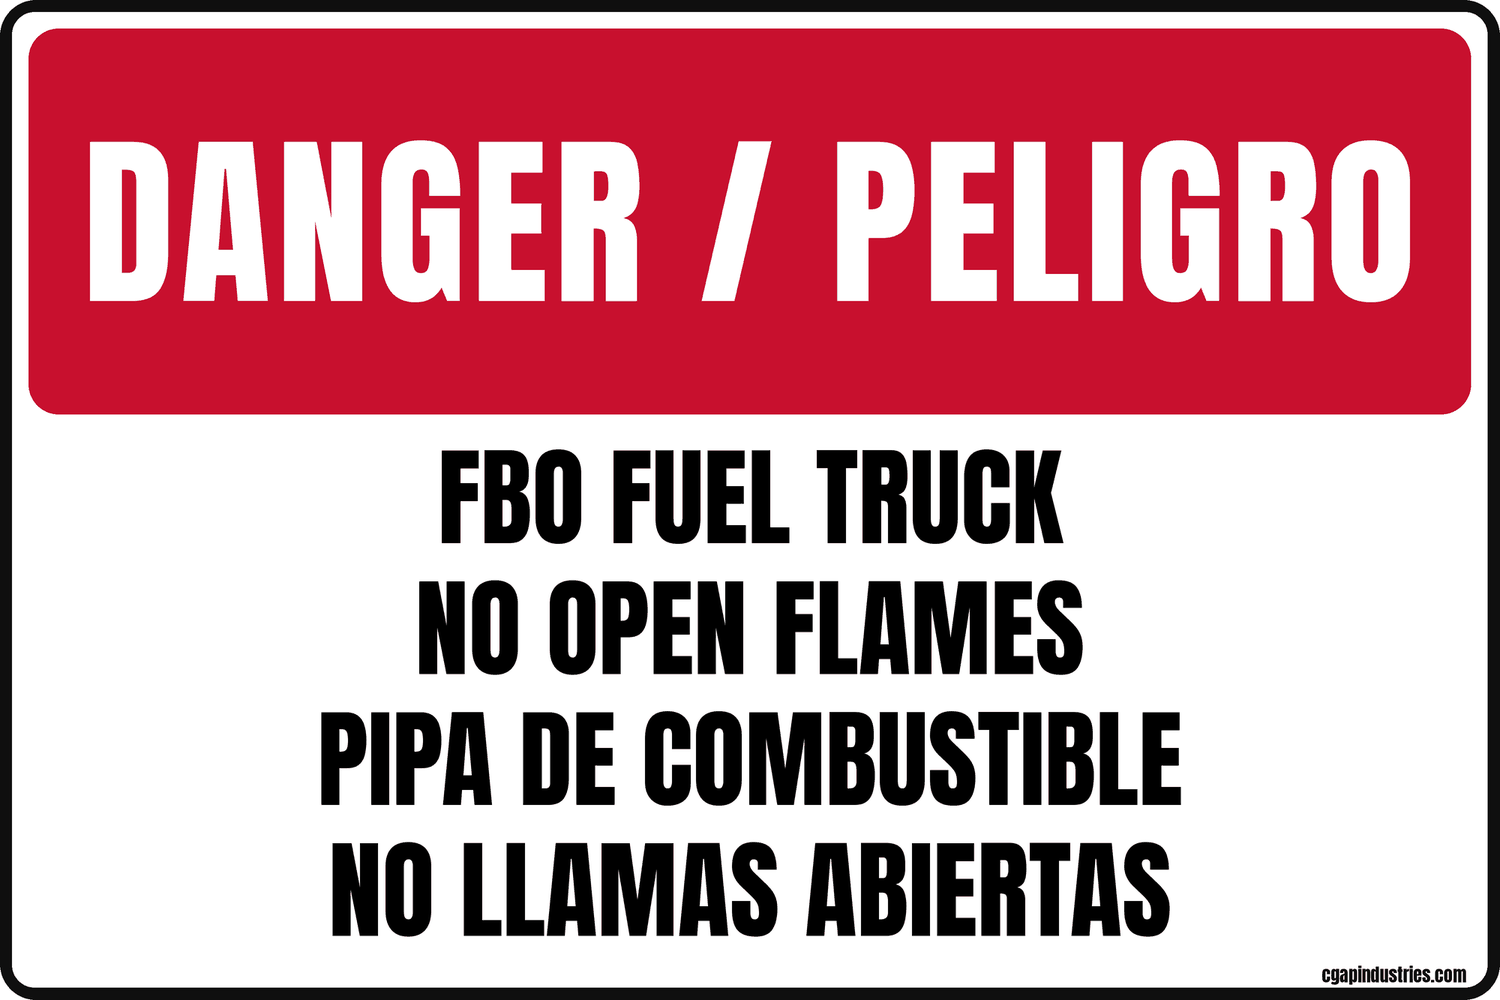 DANGER / PELIGRO
FBO FUEL TRUCK
NO OPEN FLAMES
PIPA DE COMBUSTIBLE
NO LLAMAS ABIERTAS
cgapindustries.com